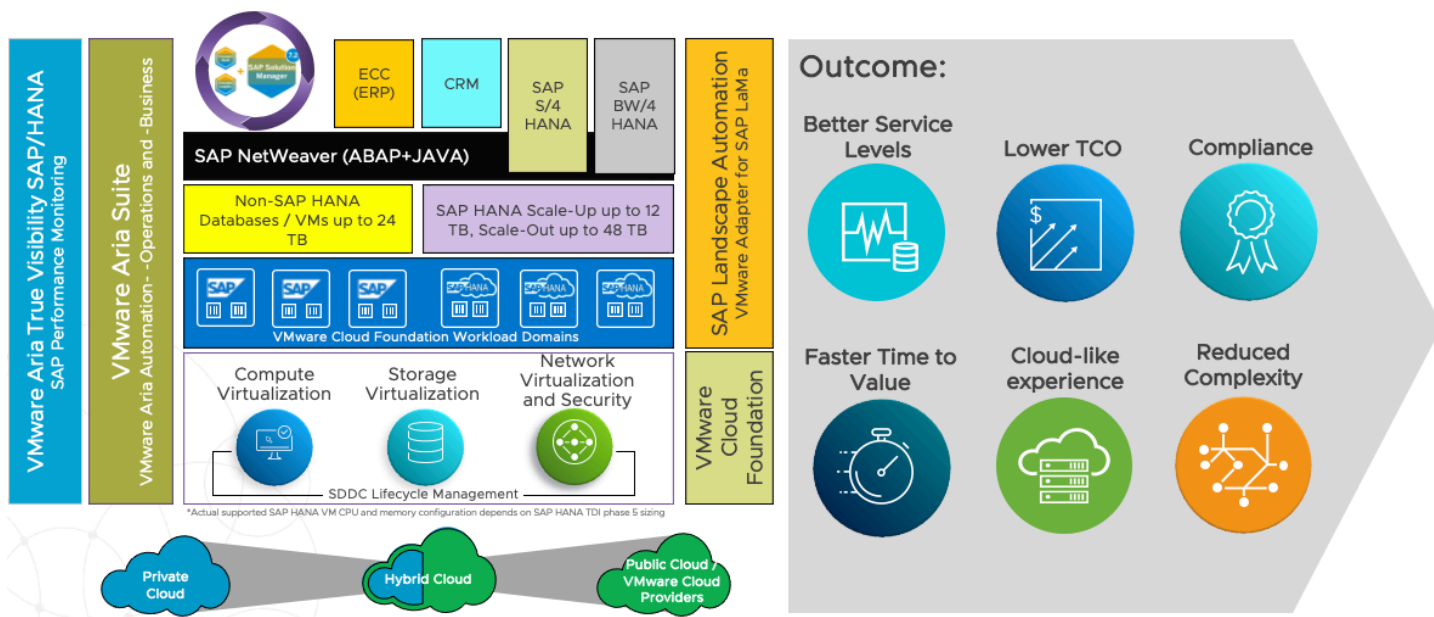 VMware Aria True Visibility SAP/HANA
SAP Performance Monitoring
VMware Aria Suite
VMware Aria Automation- -Operations and -Business
7.2
SAP Solution
Manager
+
ECC
(ERP)
CRM
SAP
S/4
HANA
SAP
BW/4
HANA
SAP NetWeaver (ABAP+JAVA)
Non-SAP HANA
Databases / VMs up to 24
TB
SAP HANA Scale-Up up to 12
TB, Scale-Out up to 48 TB
SAP
SAP
SAP
SAP HANA
SAP HANA
SAP HANA
VMware Cloud Foundation Workload Domains
Compute
Virtualization
Storage
Virtualization
Network
Virtualization
and Security
SDDC Lifecycle Management
*Actual supported SAP HANA VM CPU and memory configuration depends on SAP HANA TDI phase 5 sizing
SAP Landscape Automation
VMware Adapter for SAP LaMa
VMware
Cloud
Foundation
Private
Cloud
Hybrid Cloud
Public Cloud /
VMware Cloud
Providers
Outcome:
Better Service
Levels
Lower TCO
$
Compliance
Faster Time to
Value
Cloud-like
experience
Reduced
Complexity